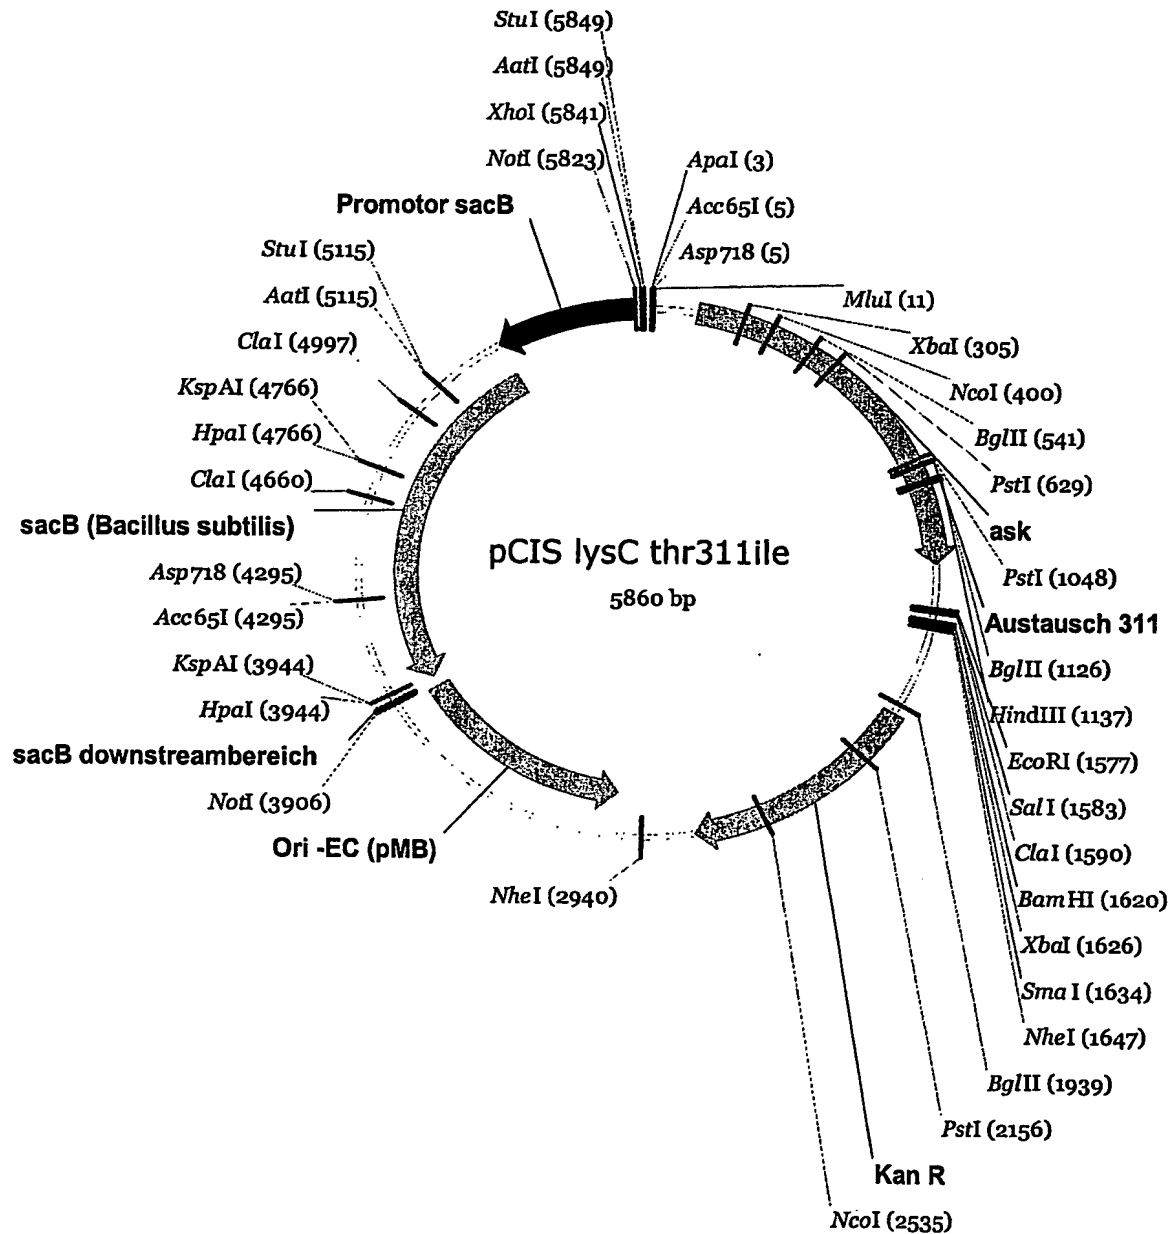 StuI (5849)
AatI (5849)
XhoI (5841)
NotI (5823)
ApaI (3)
Acc65I (5)
Asp718 (5)
MluI (11)
XbaI (305)
NcoI (400)
BglII (541)
PstI (629)
ask
PstI (1048)
Austausch 311
BglII (1126)
HindIII (1137)
EcoRI (1577)
Sal I (1583)
ClaI (1590)
BamHI (1620)
XbaI (1626)
Sma I (1634)
NheI (1647)
BglII (1939)
PstI (2156)
Kan R
NcoI (2535)
Promotor sacB
StuI (5115)
AatI (5115)
ClaI (4997)
KspAI (4766)
HpaI (4766)
ClaI (4660)
sacB (Bacillus subtilis)
Asp718 (4295)
Acc65I (4295)
KspAI (3944)
HpaI (3944)
sacB downstreambereich
NotI (3906)
Ori -EC (pMB)
NheI (2940)
pCIS lysC thr311ile
5860 bp